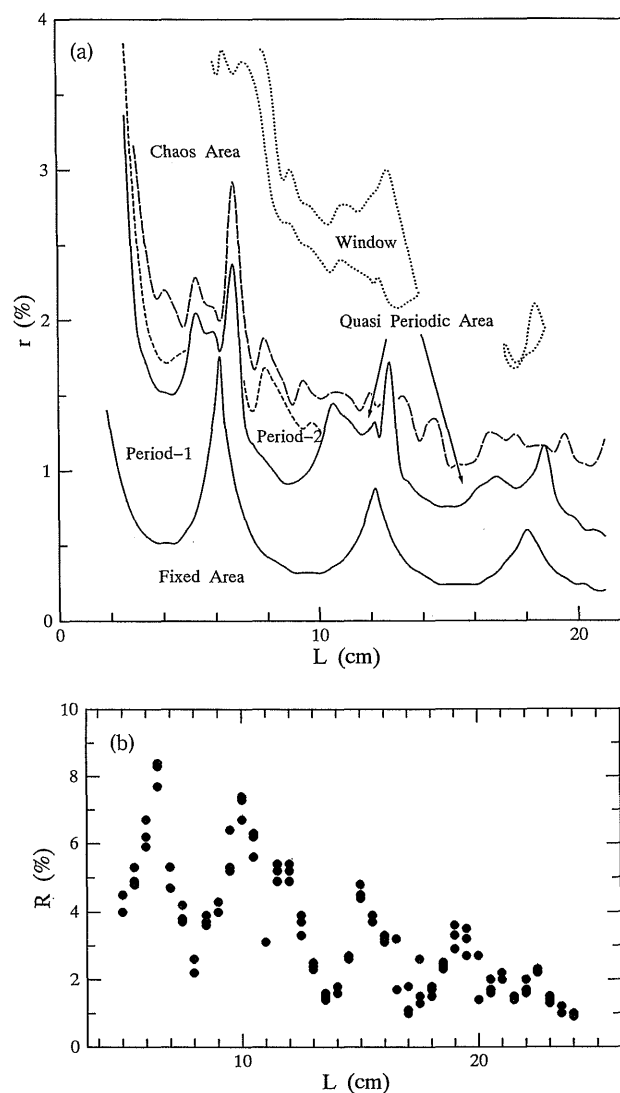 4
(a)
Chaos Area
3
Window
r (%)
2
Quasi Periodic Area
Period-1
Period-2
1
Fixed Area
0
0
10
20
L (cm)
10
(b)
8
6
R (%)
4
2
0
10
20
L (cm)